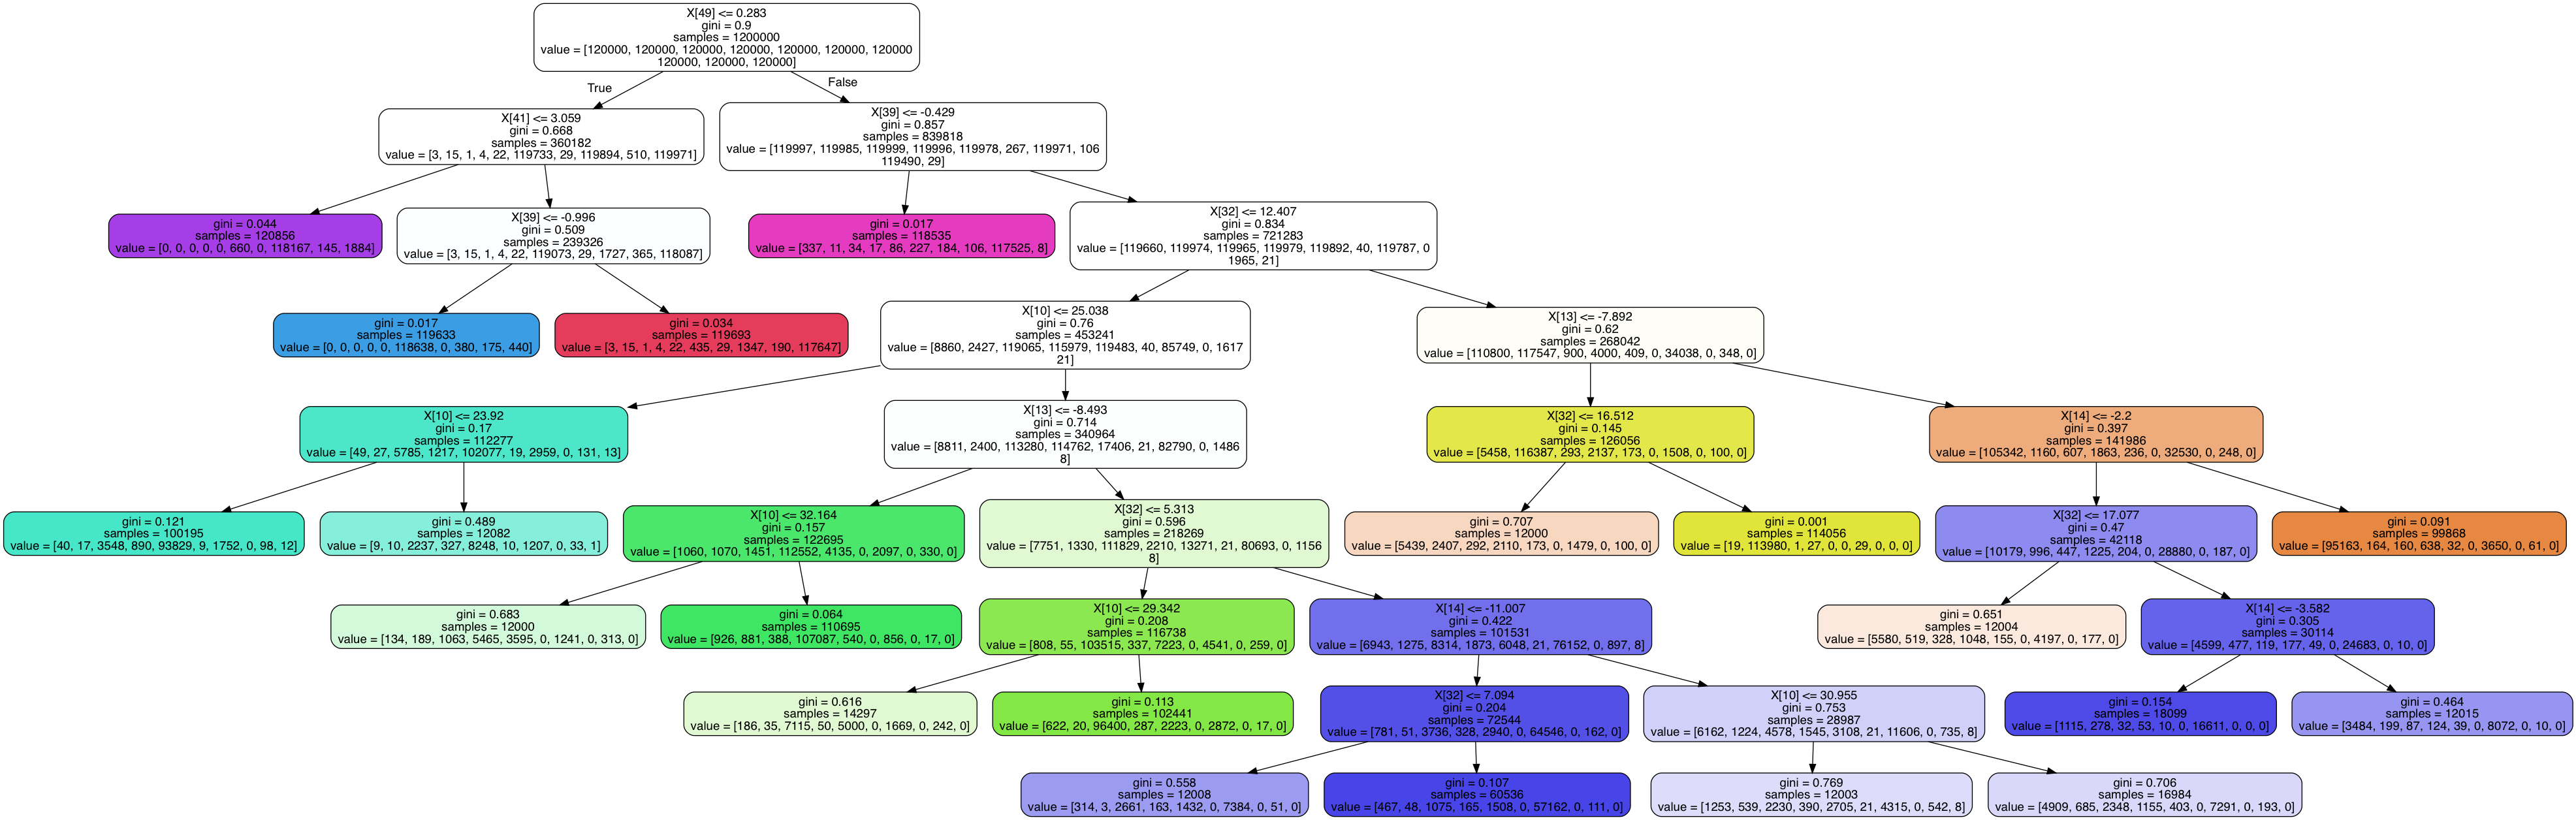 X[49] <= 0.283
gini = 0.9
samples = 1200000
value = [120000, 120000, 120000, 120000, 120000, 120000, 120000
120000, 120000, 120000]
True
False
X[41] <= 3.059
gini = 0.668
samples = 360182
value = [3, 15, 1, 4, 22, 119733, 29, 119894, 510, 119971]
X[39] <= -0.429
gini = 0.857
samples = 839818
value = [119997, 119985, 119999, 119996, 119978, 267, 119971, 106
119490, 29]
gini = 0.044
samples = 120856
value = [0, 0, 0, 0, 0, 660, 0, 118167, 145, 1884]
X[39] <= -0.996
gini = 0.509
samples = 239326
value = [3, 15, 1, 4, 22, 119073, 29, 1727, 365, 118087]
gini = 0.017
samples = 118535
value = [337, 11, 34, 17, 86, 227, 184, 106, 117525, 8]
X[32] <= 12.407
gini = 0.834
samples = 721283
value = [119660, 119974, 119965, 119979, 119892, 40, 119787, 0
1965, 21]
gini = 0.017
samples = 119633
value = [0, 0, 0, 0, 0, 118638, 0, 380, 175, 440]
gini = 0.034
samples = 119693
value = [3, 15, 1, 4, 22, 435, 29, 1347, 190, 117647]
X[10] <= 25.038
gini = 0.76
samples = 453241
value = [8860, 2427, 119065, 115979, 119483, 40, 85749, 0, 1617
21]
X[13] <= -7.892
gini = 0.62
samples = 268042
value = [110800, 117547, 900, 4000, 409, 0, 34038, 0, 348, 0]
X[10] <= 23.92
gini = 0.17
samples = 112277
value = [49, 27, 5785, 1217, 102077, 19, 2959, 0, 131, 13]
X[13] <= -8.493
gini = 0.714
samples = 340964
value = [8811, 2400, 113280, 114762, 17406, 21, 82790, 0, 1486
8]
X[32] <= 16.512
gini = 0.145
samples = 126056
value = [5458, 116387, 293, 2137, 173, 0, 1508, 0, 100, 0]
X[14] <= -2.2
gini = 0.397
samples = 141986
value = [105342, 1160, 607, 1863, 236, 0, 32530, 0, 248, 0]
gini = 0.121
samples = 100195
value = [40, 17, 3548, 890, 93829, 9, 1752, 0, 98, 12]
gini = 0.489
samples = 12082
value = [9, 10, 2237, 327, 8248, 10, 1207, 0, 33, 1]
X[10] <= 32.164
gini = 0.157
samples = 122695
value = [1060, 1070, 1451, 112552, 4135, 0, 2097, 0, 330, 0]
X[32] <= 5.313
gini = 0.596
samples = 218269
value = [7751, 1330, 111829, 2210, 13271, 21, 80693, 0, 1156
8]
gini = 0.707
samples = 12000
value = [5439, 2407, 292, 2110, 173, 0, 1479, 0, 100, 0]
gini = 0.001
samples = 114056
value = [19, 113980, 1, 27, 0, 0, 29, 0, 0, 0]
X[32] <= 17.077
gini = 0.47
samples = 42118
value = [10179, 996, 447, 1225, 204, 0, 28880, 0, 187, 0]
gini = 0.091
samples = 99868
value = [95163, 164, 160, 638, 32, 0, 3650, 0, 61, 0]
gini = 0.683
samples = 12000
value = [134, 189, 1063, 5465, 3595, 0, 1241, 0, 313, 0]
gini = 0.064
samples = 110695
value = [926, 881, 388, 107087, 540, 0, 856, 0, 17, 0]
X[10] <= 29.342
gini = 0.208
samples = 116738
value = [808, 55, 103515, 337, 7223, 0, 4541, 0, 259, 0]
X[14] <= -11.007
gini = 0.422
samples = 101531
value = [6943, 1275, 8314, 1873, 6048, 21, 76152, 0, 897, 8]
gini = 0.651
samples = 12004
value = [5580, 519, 328, 1048, 155, 0, 4197, 0, 177, 0]
X[14] <= -3.582
gini = 0.305
samples = 30114
value = [4599, 477, 119, 177, 49, 0, 24683, 0, 10, 0]
gini = 0.616
samples = 14297
value = [186, 35, 7115, 50, 5000, 0, 1669, 0, 242, 0]
gini = 0.113
samples = 102441
value = [622, 20, 96400, 287, 2223, 0, 2872, 0, 17, 0]
X[32] <= 7.094
gini = 0.204
samples = 72544
value = [781, 51, 3736, 328, 2940, 0, 64546, 0, 162, 0]
X[10] <= 30.955
gini = 0.753
samples = 28987
value = [6162, 1224, 4578, 1545, 3108, 21, 11606, 0, 735, 8]
gini = 0.154
samples = 18099
value = [1115, 278, 32, 53, 10, 0, 16611, 0, 0, 0]
gini = 0.464
samples = 12015
value = [3484, 199, 87, 124, 39, 0, 8072, 0, 10, 0]
gini = 0.558
samples = 12008
value = [314, 3, 2661, 163, 1432, 0, 7384, 0, 51, 0]
gini = 0.107
samples = 60536
value = [467, 48, 1075, 165, 1508, 0, 57162, 0, 111, 0]
gini = 0.769
samples = 12003
value = [1253, 539, 2230, 390, 2705, 21, 4315, 0, 542, 8]
gini = 0.706
samples = 16984
value = [4909, 685, 2348, 1155, 403, 0, 7291, 0, 193, 0]